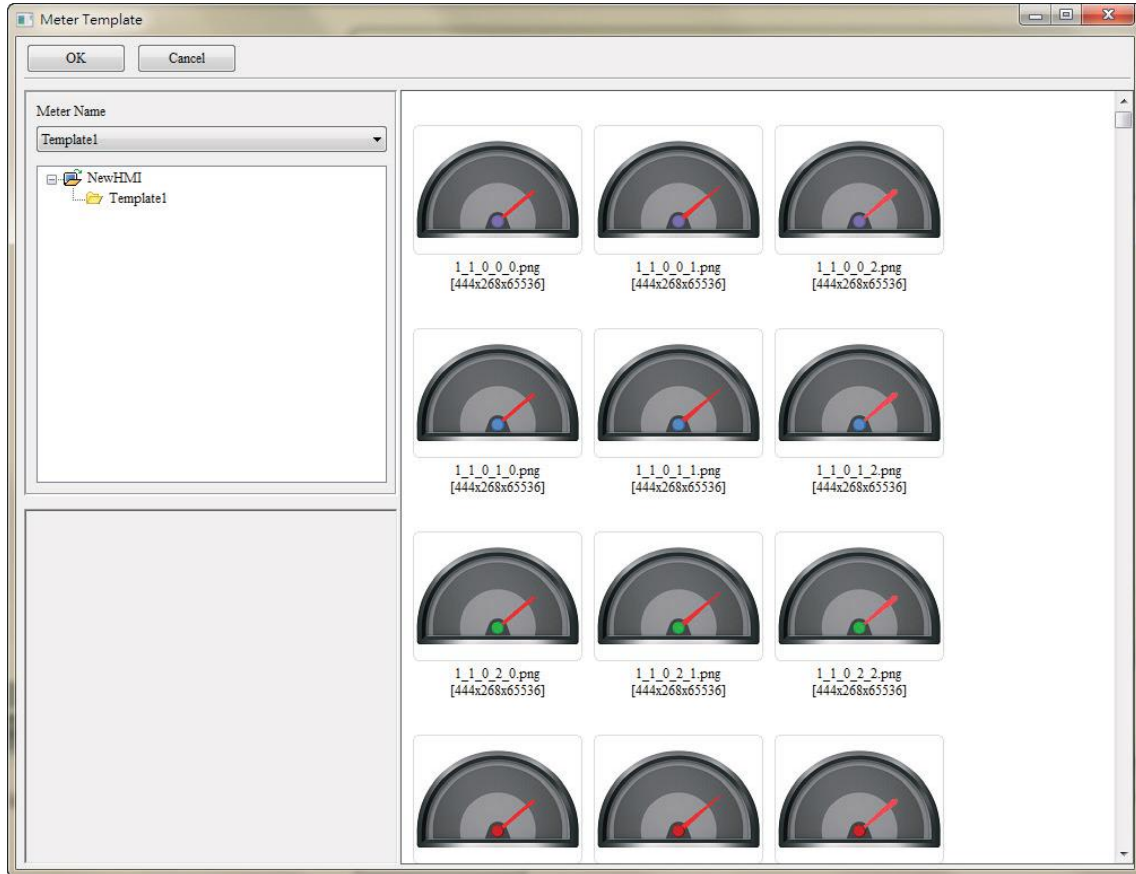 Meter Template
OK
Cancel
Meter Name
Template1
NewHMI
Template1
1_1_0_0_0.png
[444x268x65536]
1_1_0_0_1.png
[444x268x65536]
1_1_0_0_2.png
[444x268x65536]
1_1_0_1_0.png
[444x268x65536]
1_1_0_1_1.png
[444x268x65536]
1_1_0_1_2.png
[444x268x65536]
1_1_0_2_0.png
[444x268x65536]
1_1_0_2_1.png
[444x268x65536]
1_1_0_2_2.png
[444x268x65536]